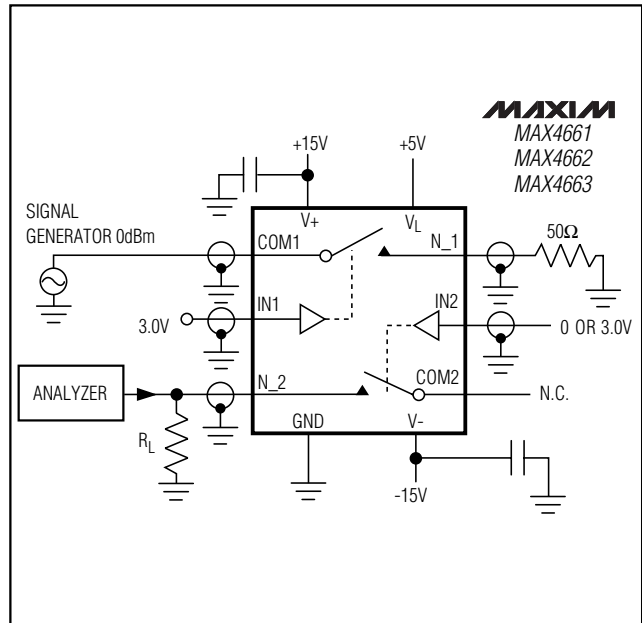 MAXIM
MAX4661
MAX4662
MAX4663
+15V
+5V
SIGNAL
GENERATOR 0dBm
V+
VL
50Ω
COM1
N_1
IN1
IN2
3.0V
0 OR 3.0V
ANALYZER
N_2
COM2
N.C.
RL
GND
V-
-15V